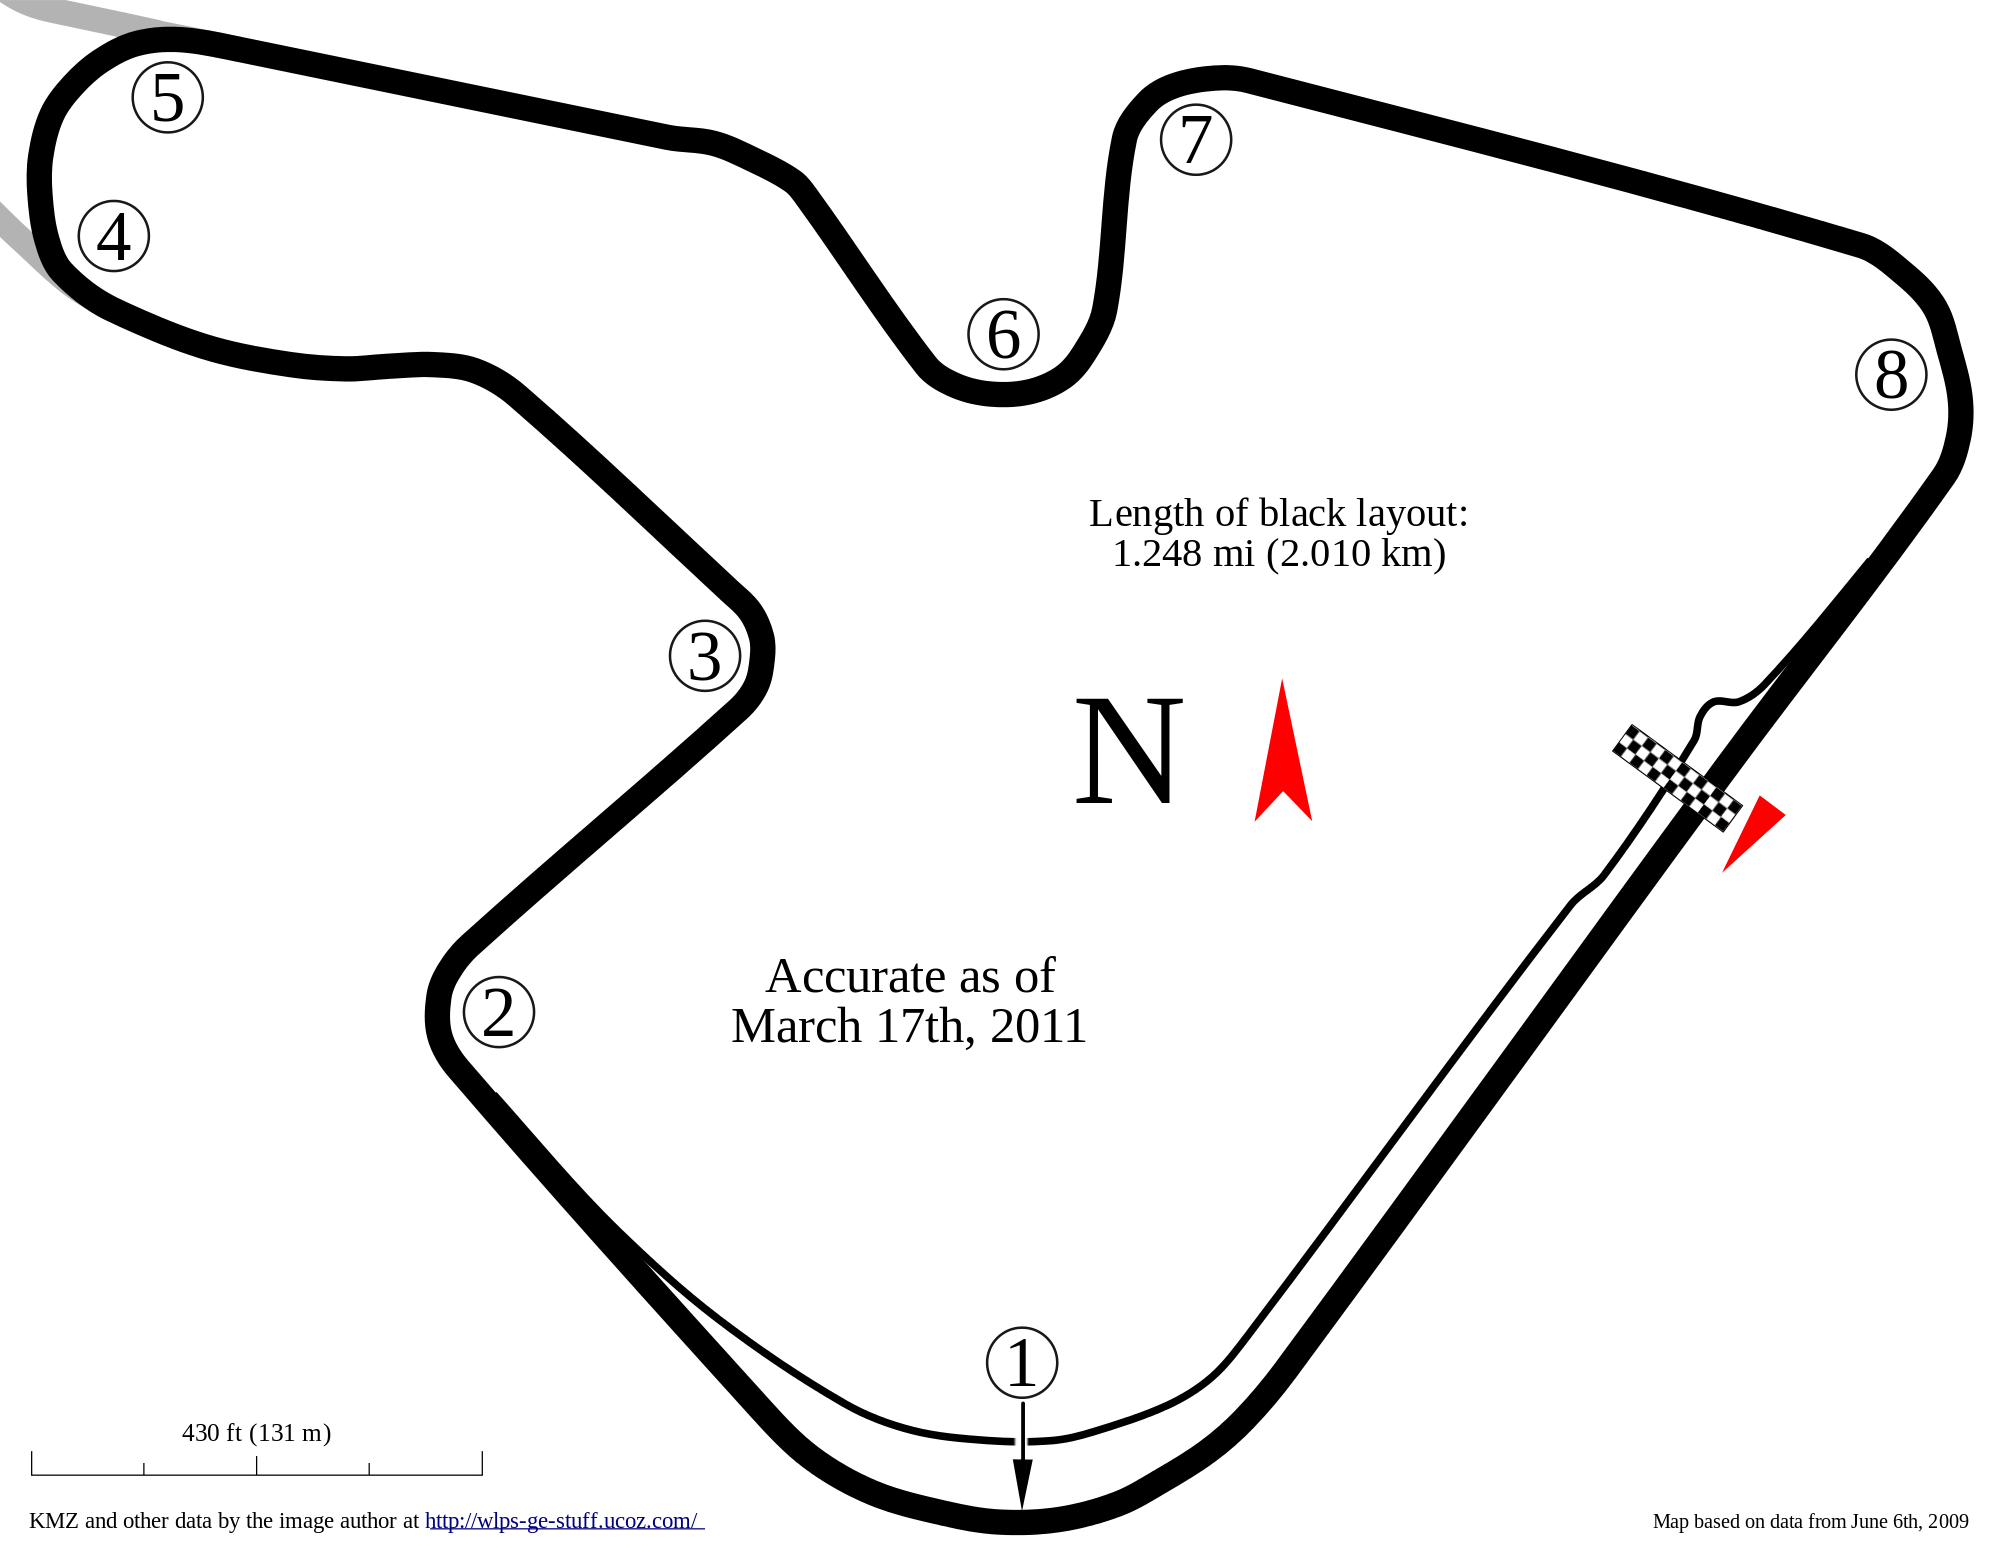 5
7
4
6
8
Length of black layout:
1.248 mi (2.010 km)
3
N
Accurate as of
March 17th, 2011
2
1
430 ft (131 m)
KMZ and other data by the image author at http://wlps-ge-stuff.ucoz.com/
Map based on data from June 6th, 2009